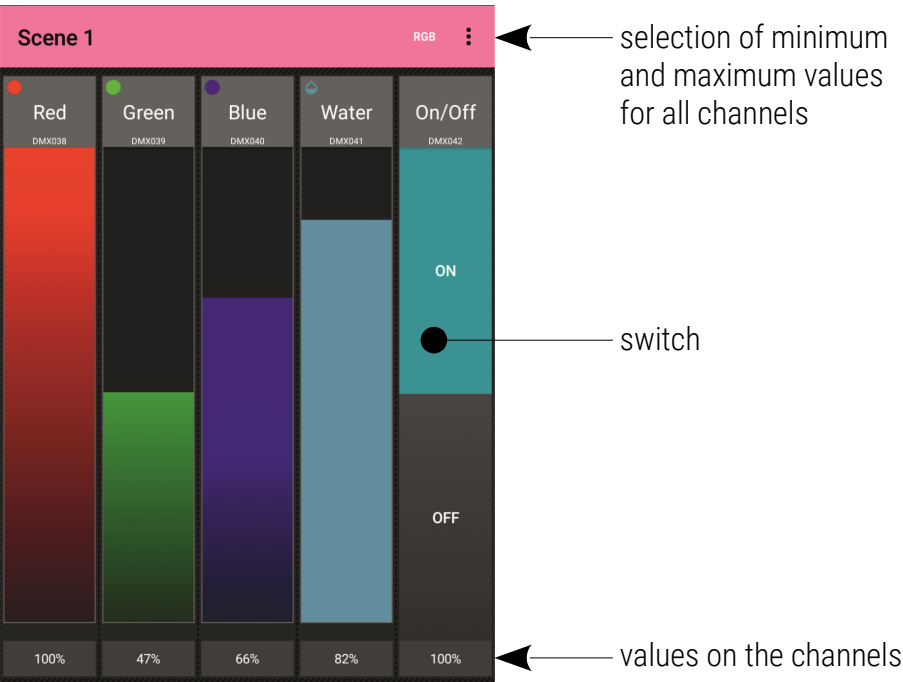 Scene 1
RGB
selection of minimum
and maximum values
for all channels
Red
Green
Blue
Water
On/Off
DMX038
DMX039
DMX040
DMX041
DMX042
ON
switch
OFF
100%
47%
66%
82%
100%
values on the channels